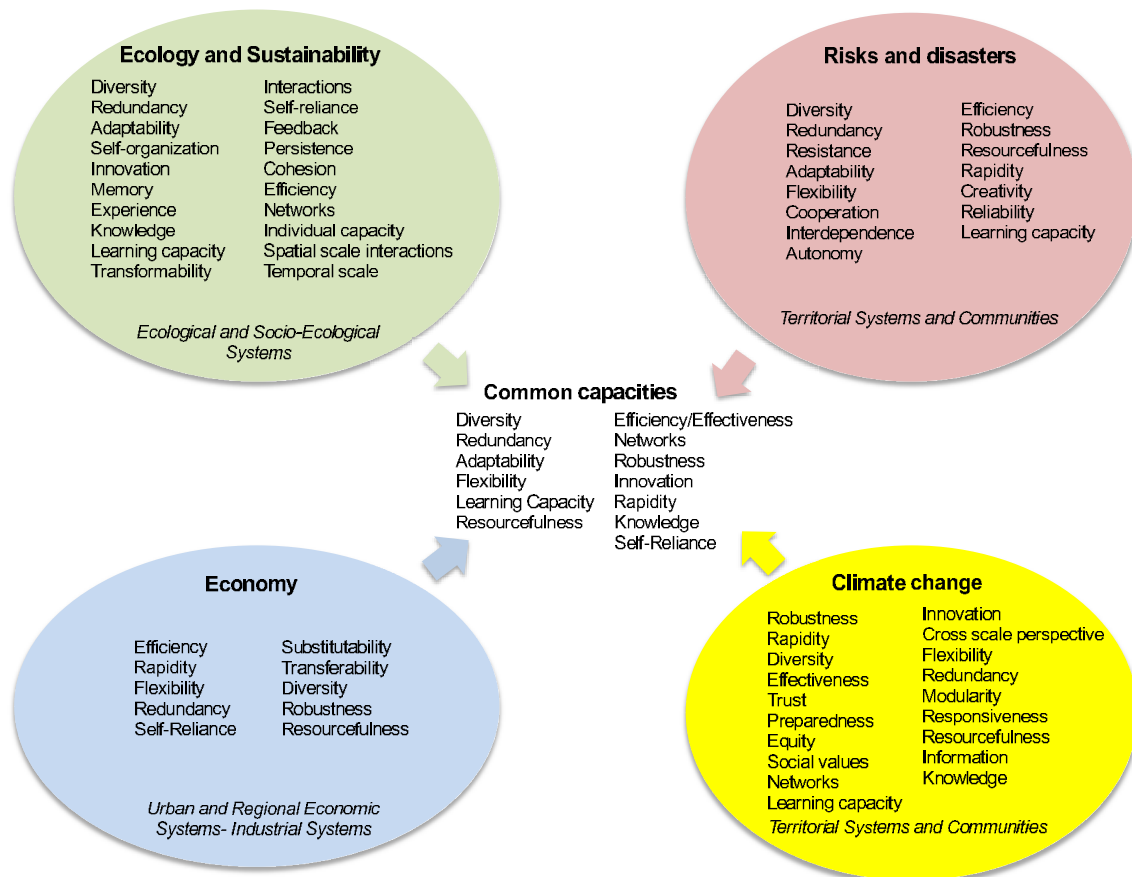 Ecology and Sustainability
Diversity
Redundancy
Adaptability
Self-organization
Innovation
Memory
Experience
Knowledge
Learning capacity
Transformability
Interactions
Self-reliance
Feedback
Persistence
Cohesion
Efficiency
Networks
Individual capacity
Spatial scale interactions
Temporal scale
Ecological and Socio-Ecological
Systems
Risks and disasters
Diversity
Redundancy
Resistance
Adaptability
Flexibility
Cooperation
Interdependence
Autonomy
Efficiency
Robustness
Resourcefulness
Rapidity
Creativity
Reliability
Learning capacity
Territorial Systems and Communities
Common capacities
Diversity
Redundancy
Adaptability
Flexibility
Learning Capacity
Resourcefulness
Efficiency/Effectiveness
Networks
Robustness
Innovation
Rapidity
Knowledge
Self-Reliance
Economy
Efficiency
Rapidity
Flexibility
Redundancy
Self-Reliance
Substitutability
Transferability
Diversity
Robustness
Resourcefulness
Urban and Regional Economic
Systems- Industrial Systems
Climate change
Robustness
Rapidity
Diversity
Effectiveness
Trust
Preparedness
Equity
Social values
Networks
Learning capacity
Innovation
Cross scale perspective
Flexibility
Redundancy
Modularity
Responsiveness
Resourcefulness
Information
Knowledge
Territorial Systems and Communities